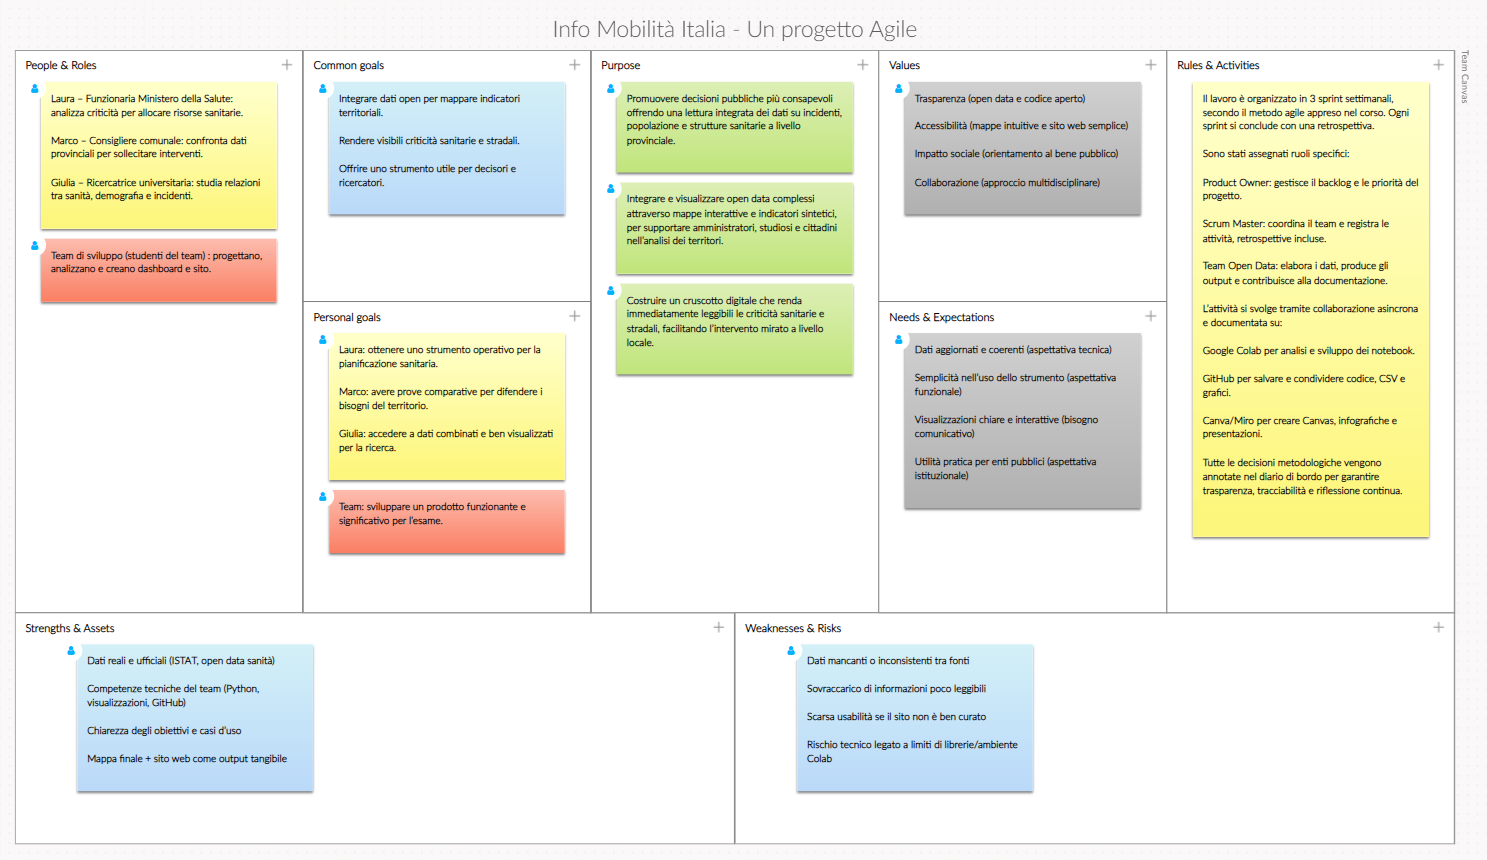 Info Mobilità Italia - Un progetto Agile
Team Canvas
People & Roles
Laura – Funzionaria Ministero della Salute:
analizza criticità per allocare risorse sanitarie.
Marco – Consigliere comunale: confronta dati
provinciali per sollecitare interventi.
Giulia – Ricercatrice universitaria: studia relazioni
tra sanità, demografia e incidenti.
Team di sviluppo (studenti del team) : progettano,
analizzano e creano dashboard e sito.
Common goals
Integrare dati open per mappare indicatori
territoriali.
Rendere visibili criticità sanitarie e stradali.
Offrire uno strumento utile per decisori e
ricercatori.
Personal goals
Laura: ottenere uno strumento operativo per la
pianificazione sanitaria.
Marco: avere prove comparative per difendere i
bisogni del territorio.
Giulia: accedere a dati combinati e ben visualizzati
per la ricerca.
Team: sviluppare un prodotto funzionante e
significativo per l'esame.
Purpose
Promuovere decisioni pubbliche più consapevoli
offrendo una lettura integrata dei dati su incidenti,
popolazione e strutture sanitarie a livello
provinciale.
Integrare e visualizzare open data complessi
attraverso mappe interattive e indicatori sintetici,
per supportare amministratori, studiosi e cittadini
nell'analisi dei territori.
Costruire un cruscotto digitale che renda
immediatamente leggibili le criticità sanitarie e
stradali, facilitando l'intervento mirato a livello
locale.
Values
Trasparenza (open data e codice aperto)
Accessibilità (mappe intuitive e sito web semplice)
Impatto sociale (orientamento al bene pubblico)
Collaborazione (approccio multidisciplinare)
Needs & Expectations
Dati aggiornati e coerenti (aspettativa tecnica)
Semplicità nell'uso dello strumento (aspettativa
funzionale)
Visualizzazioni chiare e interattive (bisogno
comunicativo)
Utilità pratica per enti pubblici (aspettativa
istituzionale)
Rules & Activities
Il lavoro è organizzato in 3 sprint settimanali,
secondo il metodo agile appreso nel corso. Ogni
sprint si conclude con una retrospettiva.
Sono stati assegnati ruoli specifici:
Product Owner: gestisce il backlog e le priorità del
progetto.
Scrum Master: coordina il team e registra le
attività, retrospettive incluse.
Team Open Data: elabora i dati, produce gli
output e contribuisce alla documentazione.
L'attività si svolge tramite collaborazione asincrona
e documentata su:
Google Colab per analisi e sviluppo dei notebook.
GitHub per salvare e condividere codice, CSV e
grafici.
Canva/Miro per creare Canvas, infografiche e
presentazioni.
Tutte le decisioni metodologiche vengono
annotate nel diario di bordo per garantire
trasparenza, tracciabilità e riflessione continua.
Strengths & Assets
Dati reali e ufficiali (ISTAT, open data sanità)
Competenze tecniche del team (Python,
visualizzazioni, GitHub)
Chiarezza degli obiettivi e casi d'uso
Mappa finale + sito web come output tangibile
Weaknesses & Risks
Dati mancanti o inconsistenti tra fonti
Sovraccarico di informazioni poco leggibili
Scarsa usabilità se il sito non è ben curato
Rischio tecnico legato a limiti di librerie/ambiente
Colab